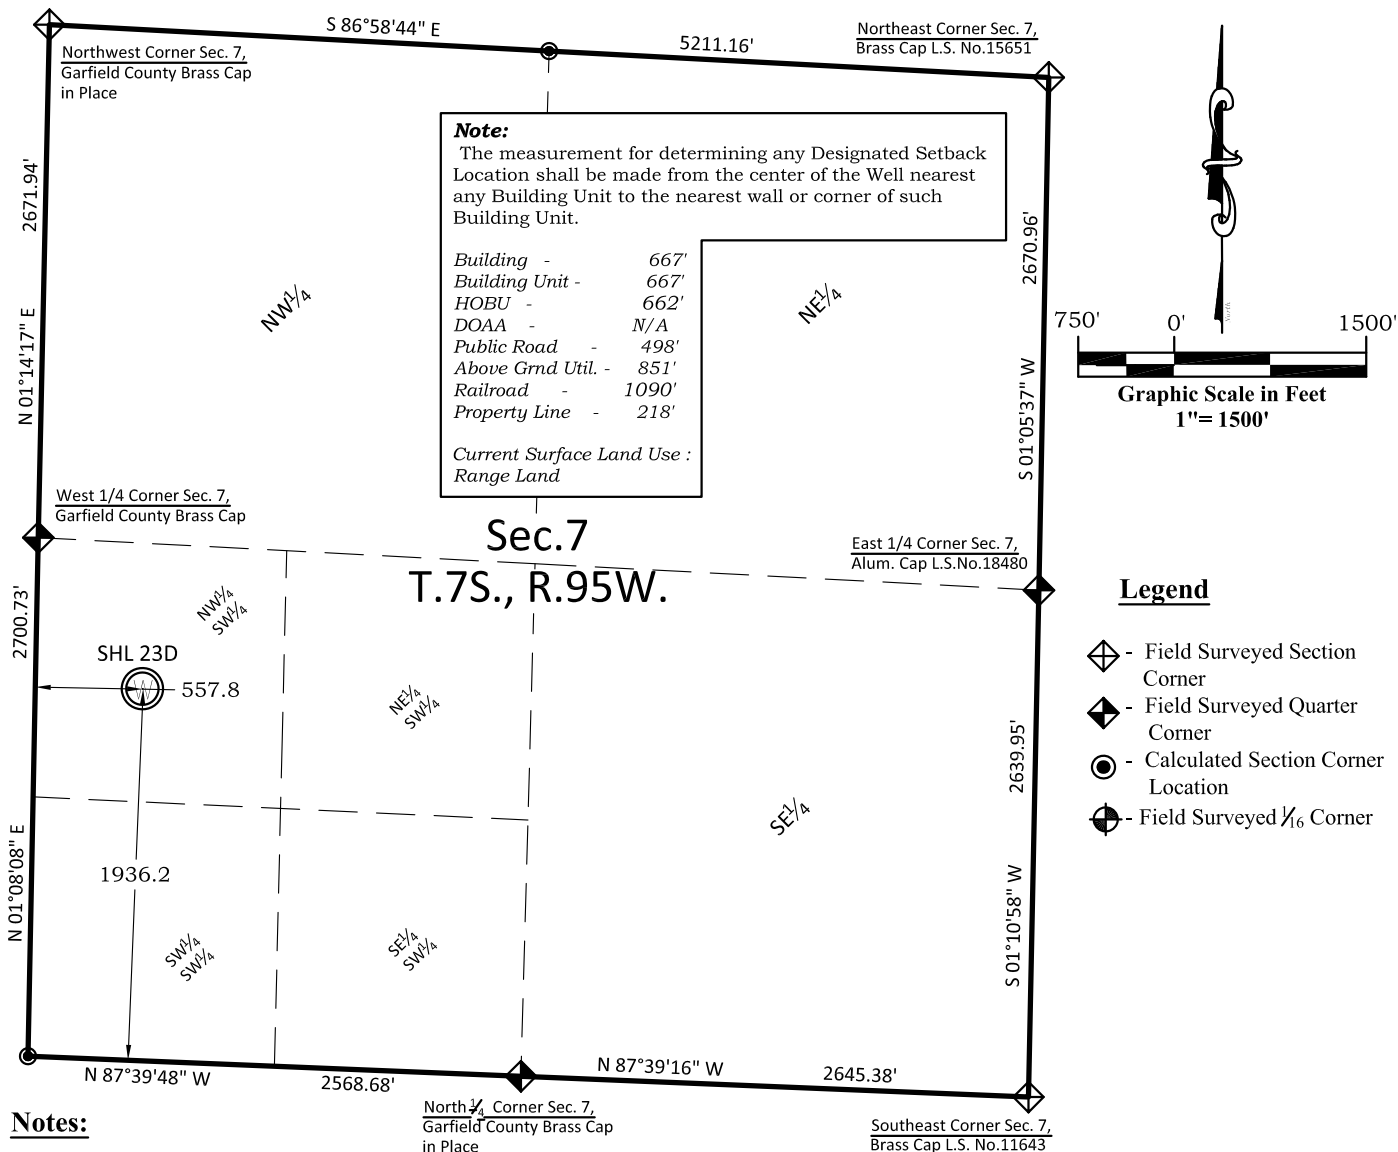 S 86°58'44" E
5211.16'
Northeast Corner Sec. 7,
Brass Cap L.S. No.15651
Northwest Corner Sec. 7,
Garfield County Brass Cap
in Place
Note:
The measurement for determining any Designated Setback
Location shall be made from the center of the Well nearest
any Building Unit to the nearest wall or corner of such
Building Unit.
Building - 667'
Building Unit - 667'
HOBU - 662'
DOAA - N/A
Public Road - 498'
Above Grnd Util. - 851'
Railroad - 1090'
Property Line - 218'
Current Surface Land Use :
Range Land
2671.94'
N 01°14'17" E
NW1/4
NE1/4
2670.96'
S 01°05'37" W
North
750' 0' 1500'
Graphic Scale in Feet
1"= 1500'
West 1/4 Corner Sec. 7,
Garfield County Brass Cap
Sec.7
T.7S., R.95W.
East 1/4 Corner Sec. 7,
Alum. Cap L.S.No.18480
2700.73'
N 01°08'08" E
NW1/4
SW1/4
SHL 23D
W
557.8
NE1/4
SW1/4
1936.2
SW1/4
SW1/4
SE1/4
SW1/4
SE1/4
2639.95'
S 01°10'58" W
Legend
- Field Surveyed Section
Corner
- Field Surveyed Quarter
Corner
- Calculated Section Corner
Location
- Field Surveyed 1/16 Corner
N 87°39'48" W
2568.68'
N 87°39'16" W
2645.38'
North 1/4 Corner Sec. 7,
Garfield County Brass Cap
in Place
Southeast Corner Sec. 7,
Brass Cap L.S. No.11643
Notes: